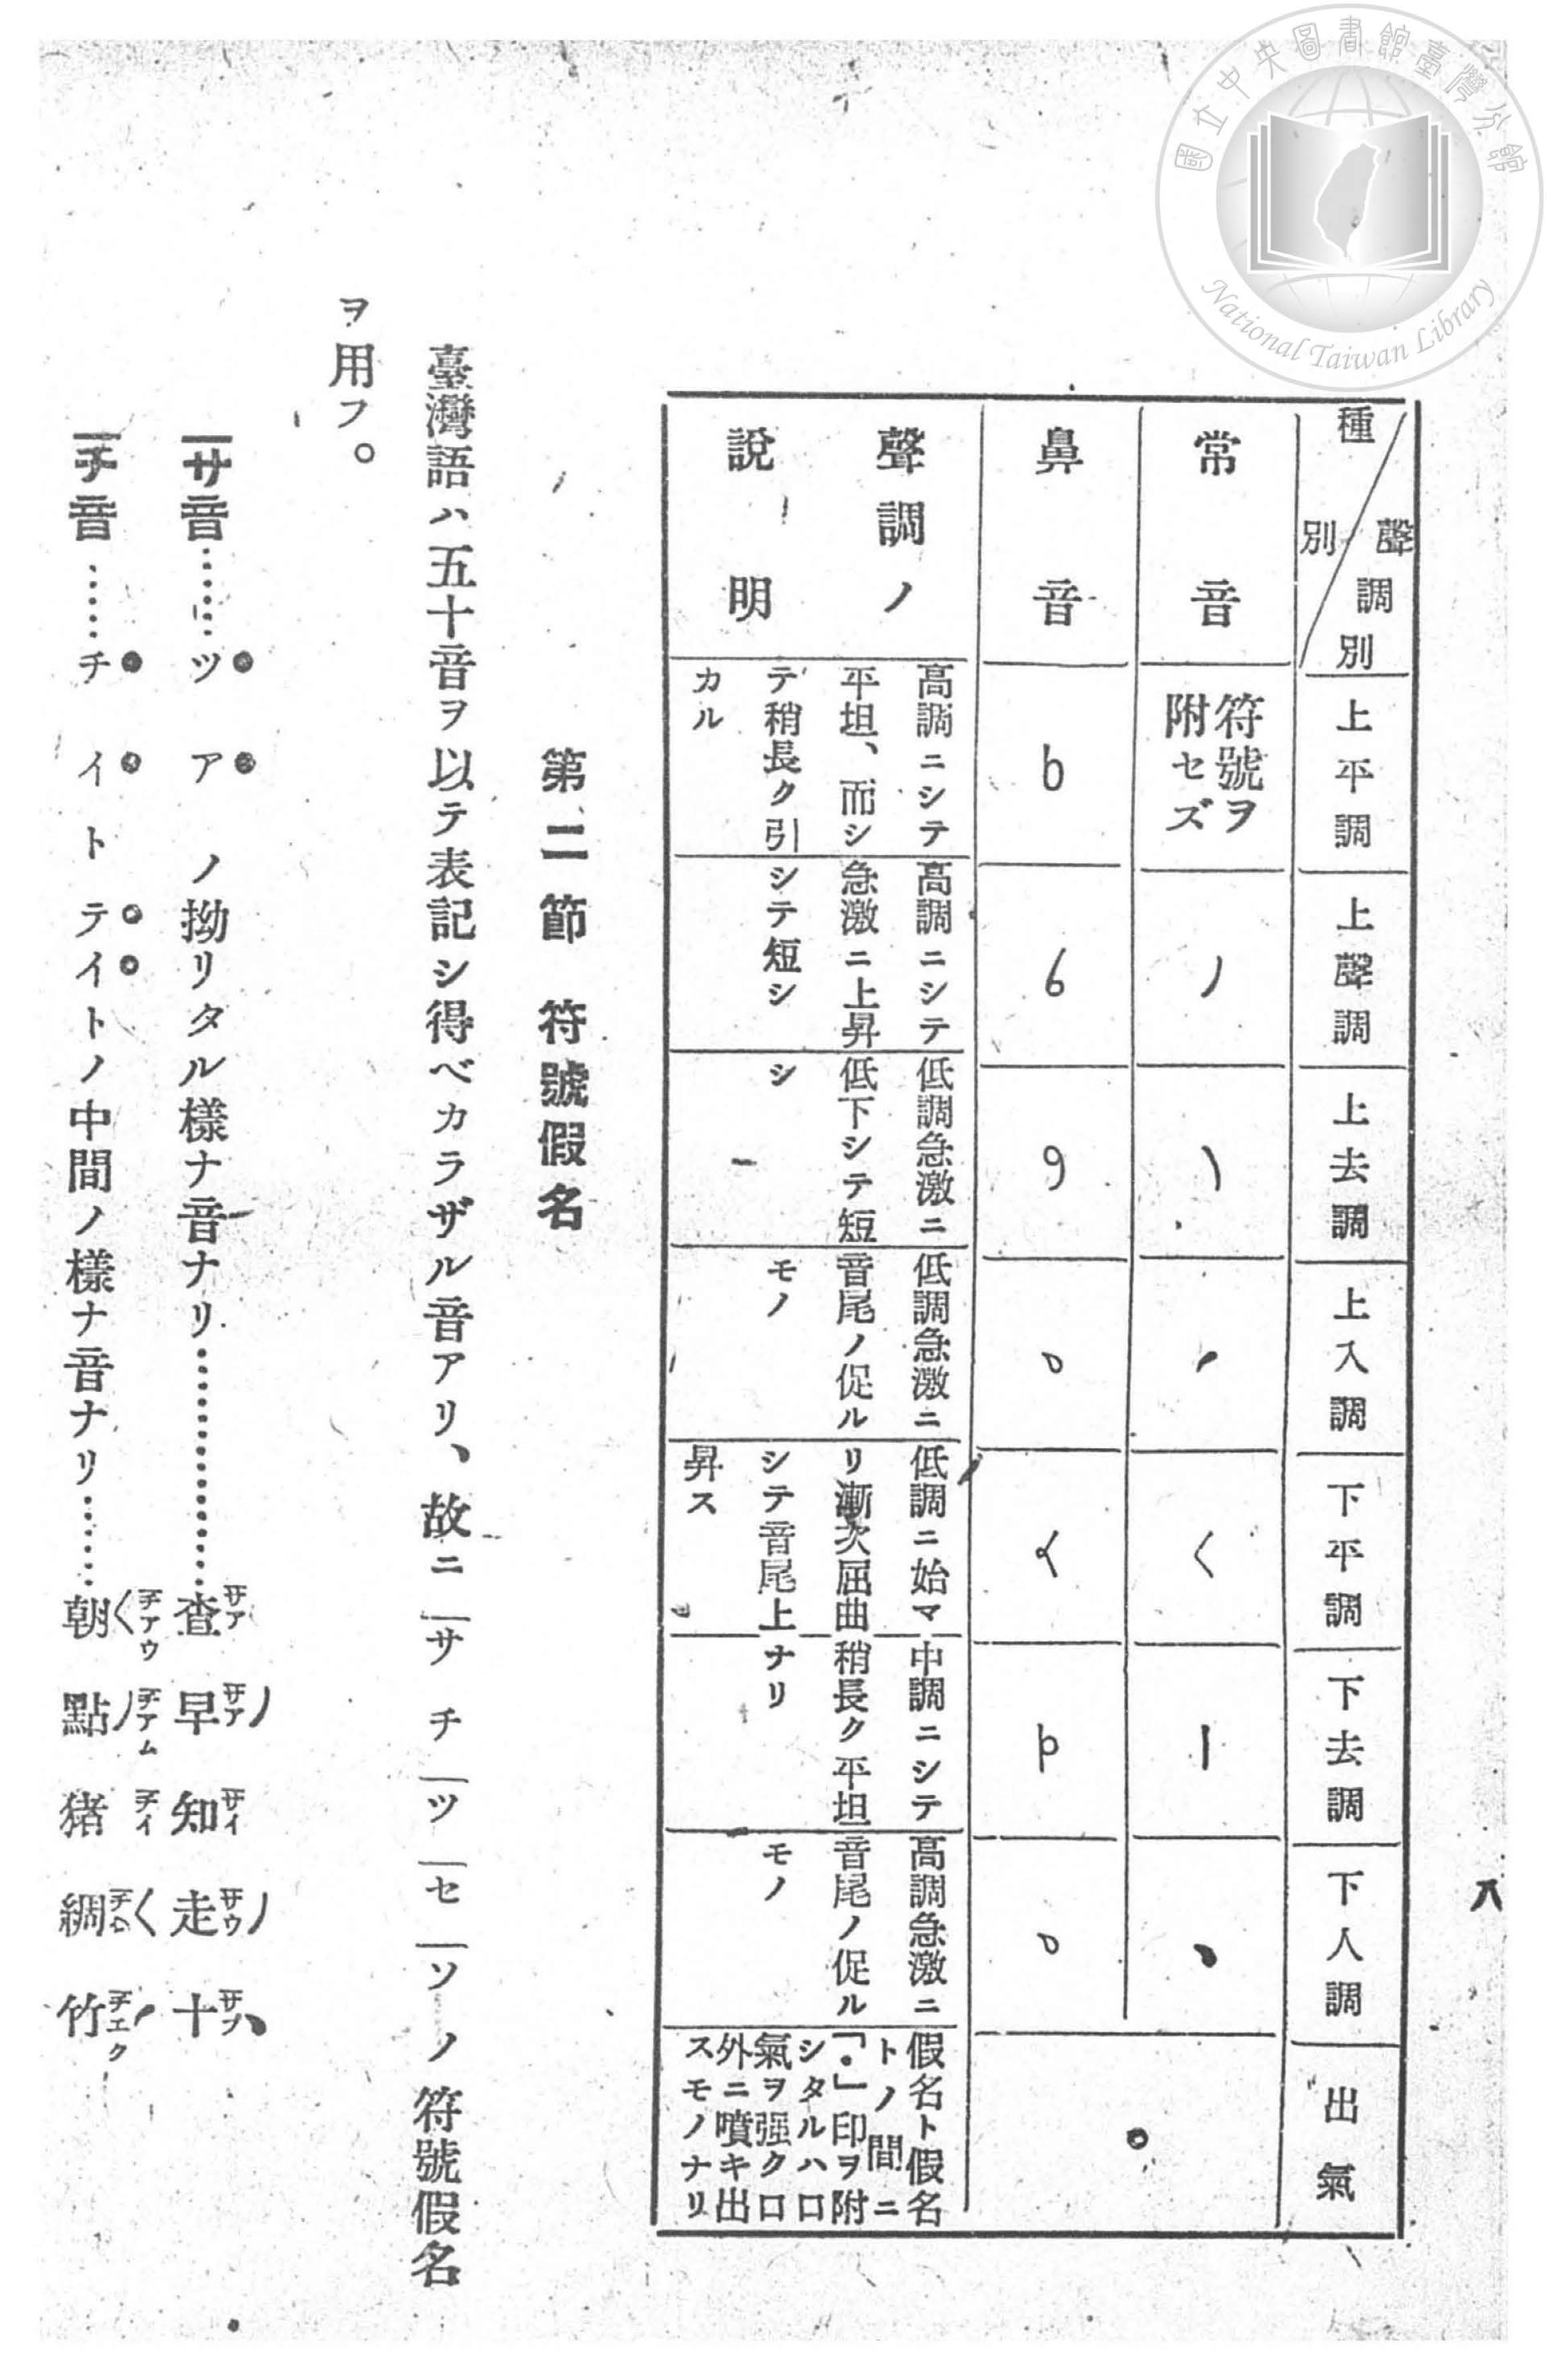 國立中央圖書館臺灣分館
National Taiwan Library
八
種別 聲調別
上平調
上聲調
上去調
上入調
下平調
下去調
下人調
出氣
常音
符號ヲ
附セズ
鼻音
聲調ノ
說明
高調ニシテ
平坦、而シ
テ稍長ク引
カル
高調ニシテ
急激ニ上昇
シテ短シ
低調急激ニ
低下シテ短
シ
低調急激ニ
音尾ノ促ル
モノ
低調ニ始マ
リ漸次屈曲
シテ音尾上
昇ス
中調ニシテ
稍長ク平坦
ナリ
高調急激ニ
音尾ノ促ル
モノ
假名ト假名
トノ間ニ
「・」印ヲ附
シタルハ口
氣ヲ强ク口
外ニ噴キ出
スモノナリ
第二節 符號假名
臺灣語ハ五十音ヲ以テ表記シ得ベカラザル音アリ、故ニ サ チ ツ セ ソ ノ符號假名
ヲ用フ。
サ音……ツ ア ノ拗リタル樣ナ音ナリ…………査 早 知 走 十
サア サア サイ サウ サプ
チ音……チ イトテイトノ中間ノ樣ナ音ナリ……朝 點 猪 綢 竹
チアウ チアム チイ チウ チエク